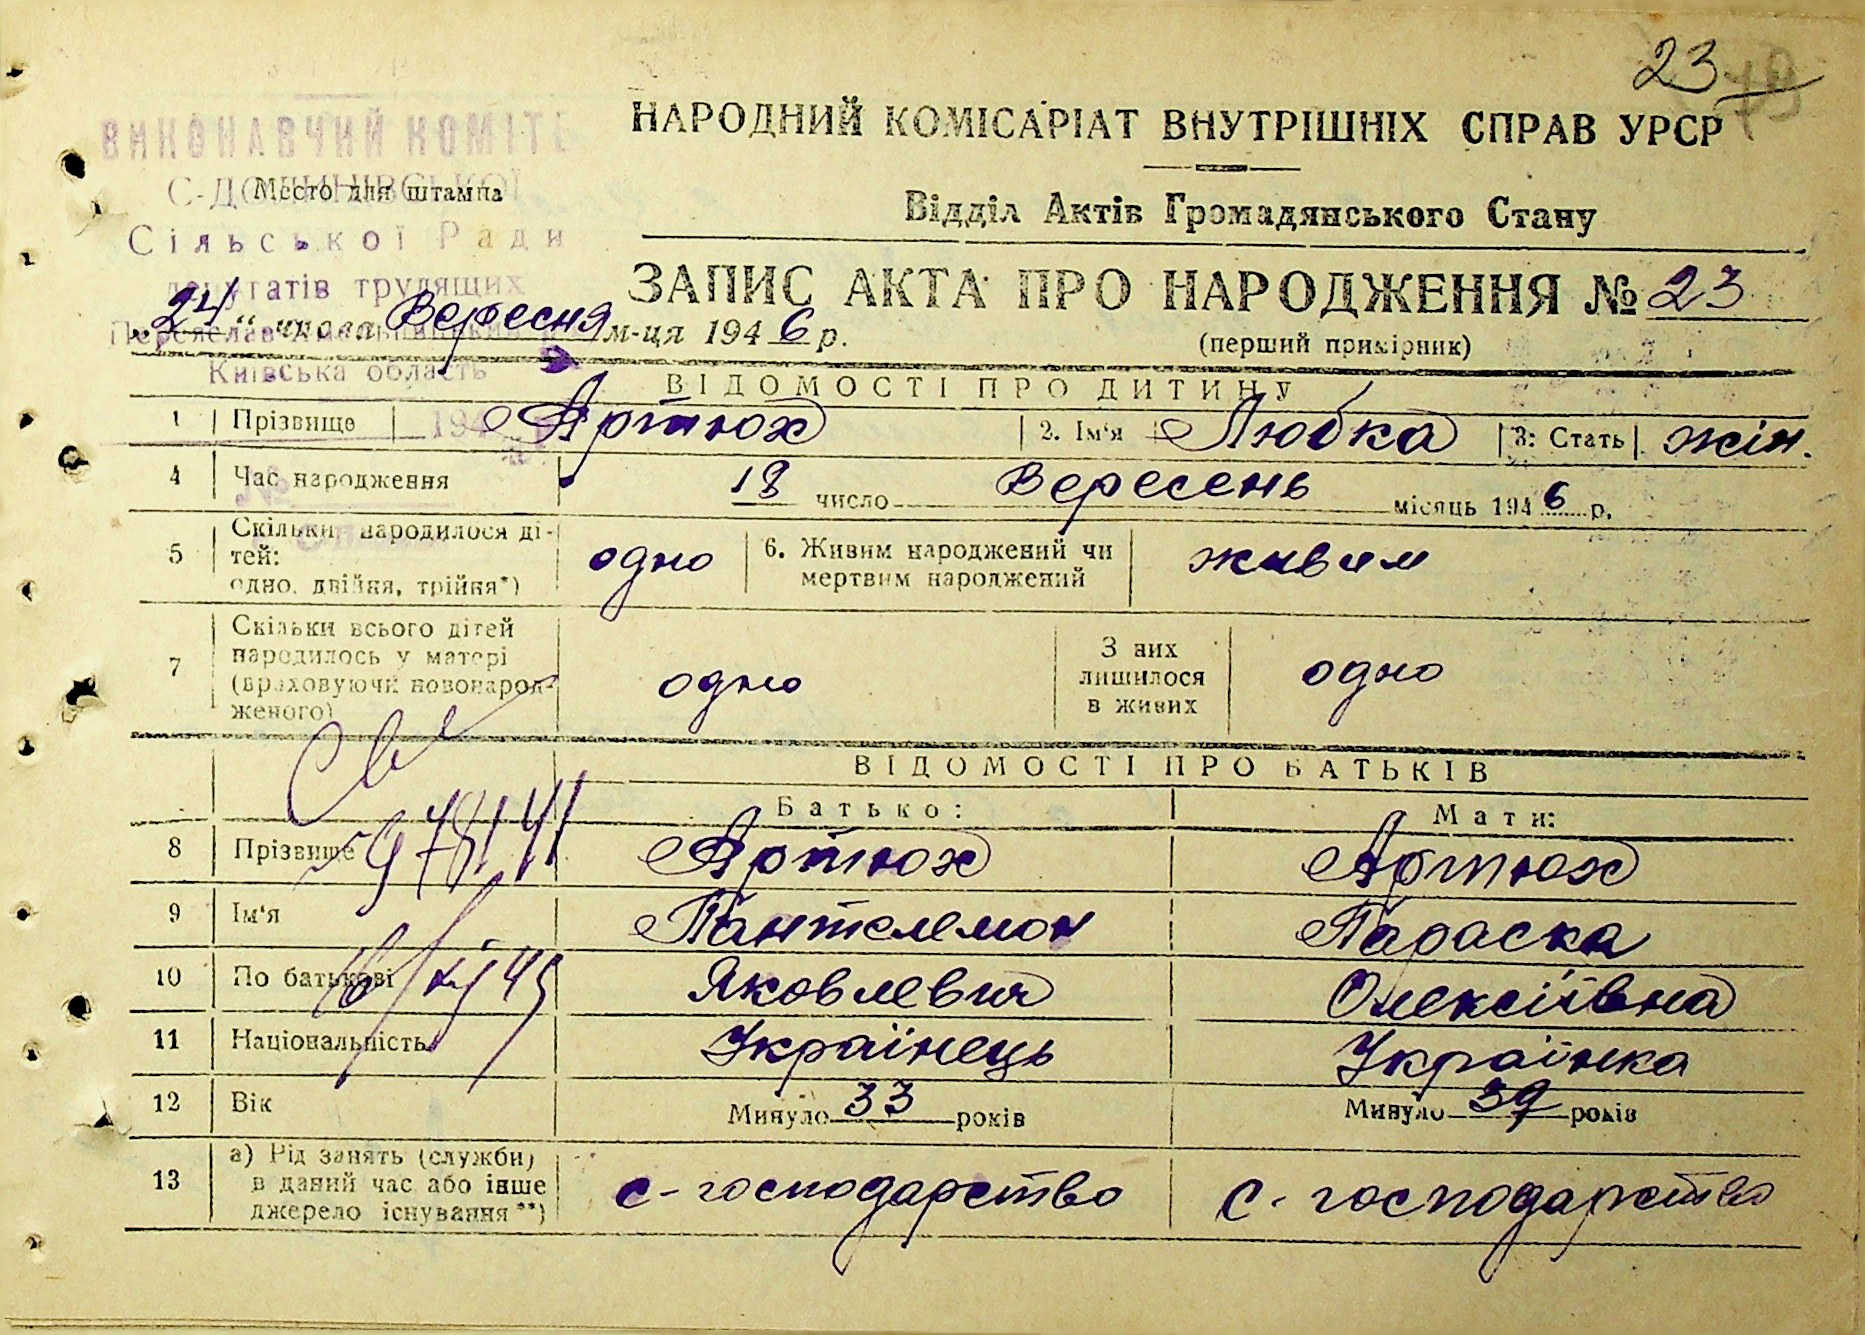 23
79
НАРОДНИЙ КОМІСАРІАТ ВНУТРІШНІХ СПРАВ УРСР
ВИКОНАВЧИЙ КОМІТЕ
Место для штампа
Сільської Ради
депутатів трудящих
Київська область
Відділ Актів Громадянського Стану
ЗАПИС АКТА ПРО НАРОДЖЕННЯ № 23
(перший примірник)
„24“ числа Вересня м-ця 1946 р.
ВІДОМОСТІ ПРО ДИТИНУ
1 Прізвище Артюх 2. Ім'я Любка 3: Стать жін.
4 Час народження 18 число Вересень місяць 1946 р.
5 Скільки народилося ді-
тей:
одно, двійня, трійня*) одно 6. Живим народжений чи
мертвим народжений живим
7 Скільки всього дітей
народилось у матері
(враховуючи новонарод-
женого) одно З них
лишилося
в живих одно
ВІДОМОСТІ ПРО БАТЬКІВ
Батько: Мати:
8 Прізвище Артюх Артюх
9 Ім'я Пантелемон Параска
10 По батькові Яковлевич Олексіївна
11 Національність Українець Українка
12 Вік Минуло 33 років Минуло 39 років
13 а) Рід занять (служби)
в даний час або інше
джерело існування**) с-господарство с-господарство